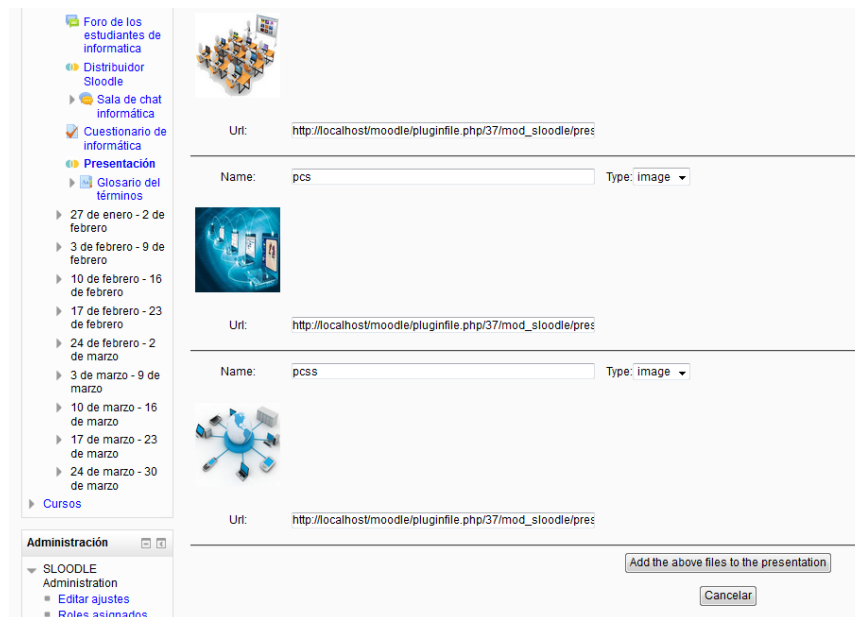 Foro de los
estudiantes de
informatica
Distribuidor
Sloodle
Sala de chat
informática
Cuestionario de
informática
Presentación
Glosario del
términos
27 de enero - 2 de
febrero
3 de febrero - 9 de
febrero
10 de febrero - 16
de febrero
17 de febrero - 23
de febrero
24 de febrero - 2
de marzo
3 de marzo - 9 de
marzo
10 de marzo - 16
de marzo
17 de marzo - 23
de marzo
24 de marzo - 30
de marzo
Cursos
Administración
SLOODLE
Administration
Editar ajustes
Roles asignados
Url: http://localhost/moodle/pluginfile.php/37/mod_sloodle/pres
Name: pcs Type: image
Url: http://localhost/moodle/pluginfile.php/37/mod_sloodle/pres
Name: pcss Type: image
Url: http://localhost/moodle/pluginfile.php/37/mod_sloodle/pres
Add the above files to the presentation
Cancelar